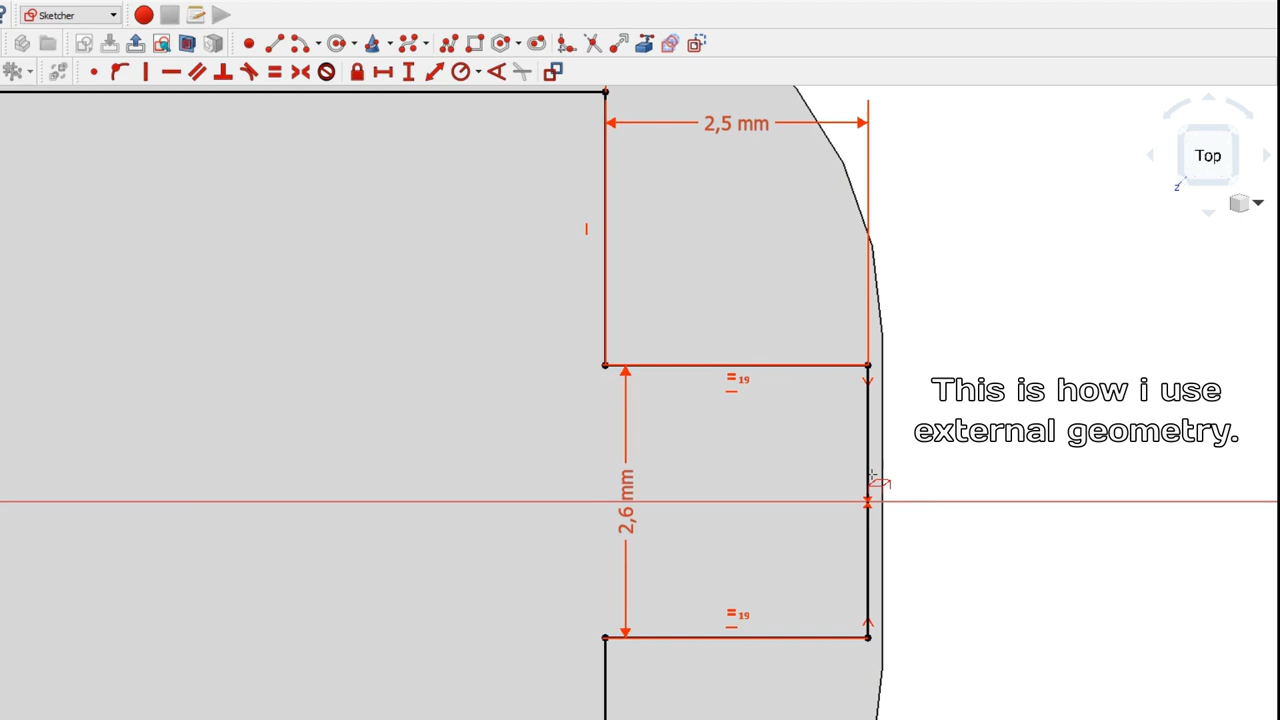 Sketcher
2,5 mm
Top
z
= 19
This is how i use
external geometry.
2,6 mm
= 19